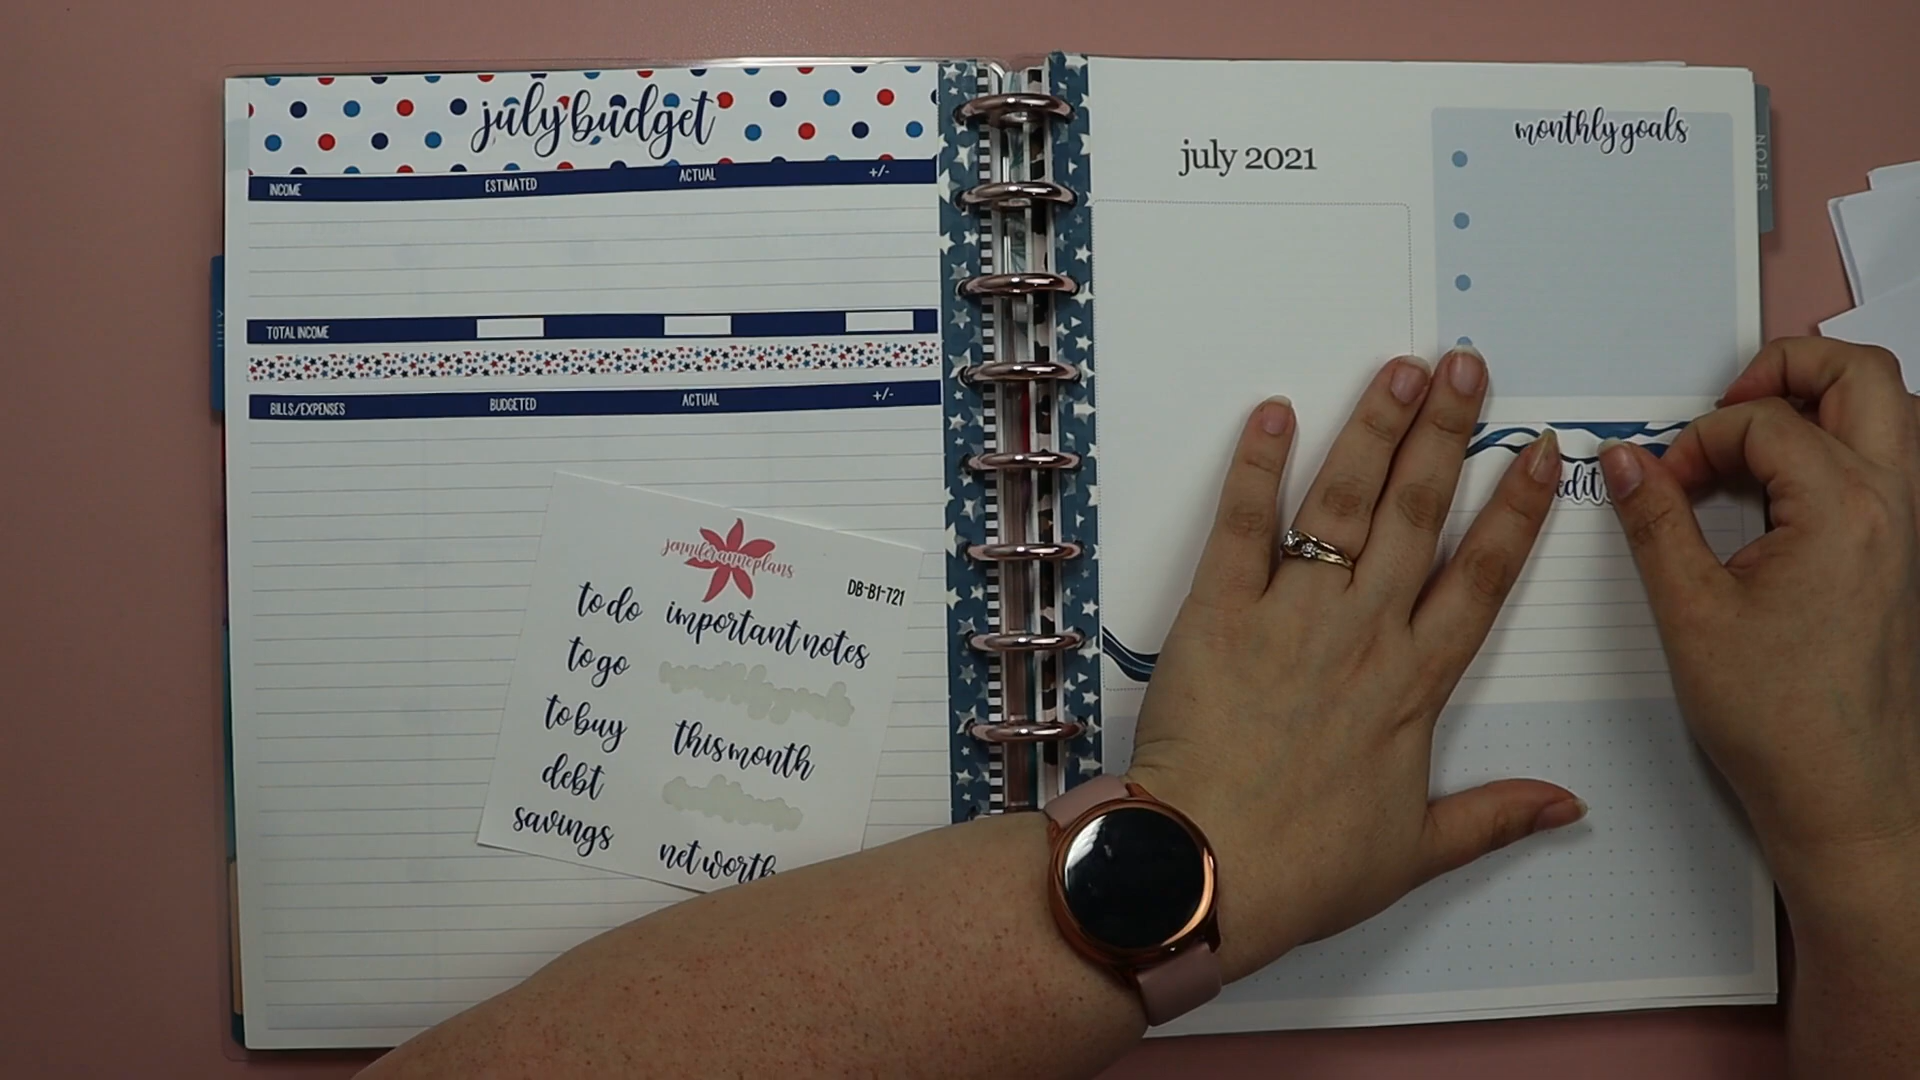 july budget
INCOME ESTIMATED ACTUAL +/-
TOTAL INCOME
BILLS/EXPENSES BUDGETED ACTUAL +/-
jenniferanneplans
DB-B1-721
to do
to go
to buy
debt
savings
important notes
this month
net worth
july 2021
monthly goals
NOTES